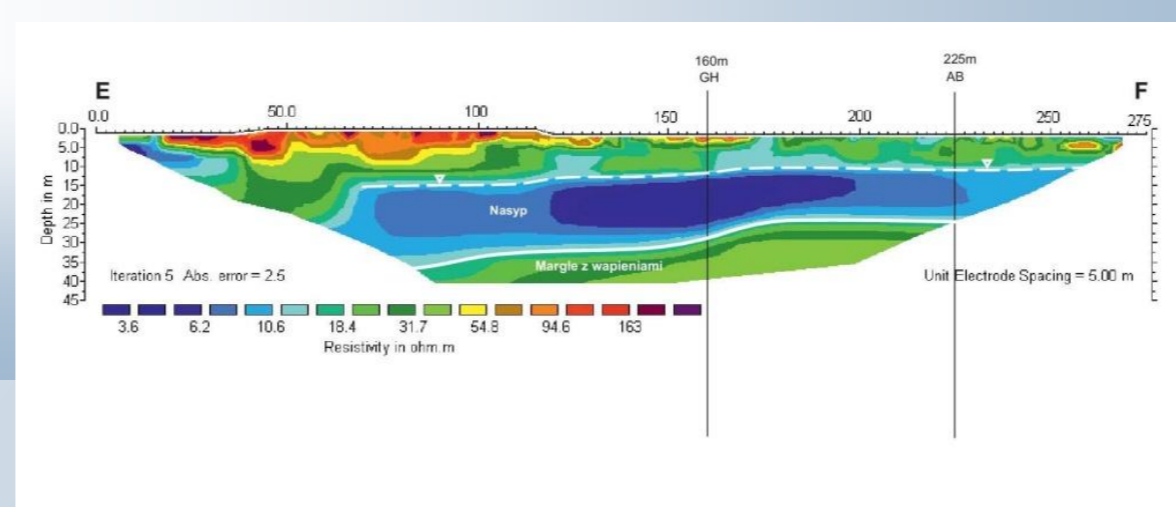 160m
GH
225m
AB
E
F
0.0 50.0 100 150 200 250 275
0.0
5.0
10
15
20
25
30
35
40
45
Depth in m
Nasyp
Margle z wapieniami
Iteration 5 Abs. error = 2.5
Unit Electrode Spacing = 5.00 m
3.6 6.2 10.6 18.4 31.7 54.8 94.6 163
Resistivity in ohm.m